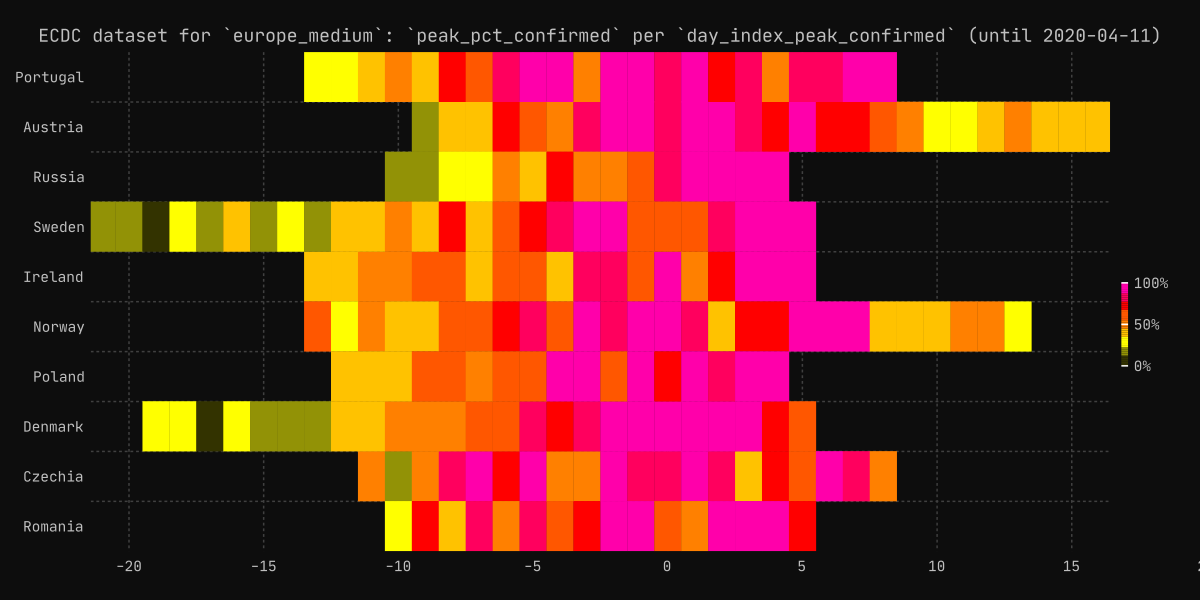 ECDC dataset for `europe_medium`: `peak_pct_confirmed` per `day_index_peak_confirmed` (until 2020-04-11)
Portugal
Austria
Russia
Sweden
Ireland
Norway
Poland
Denmark
Czechia
Romania
100%
50%
0%
-20 -15 -10 -5 0 5 10 15